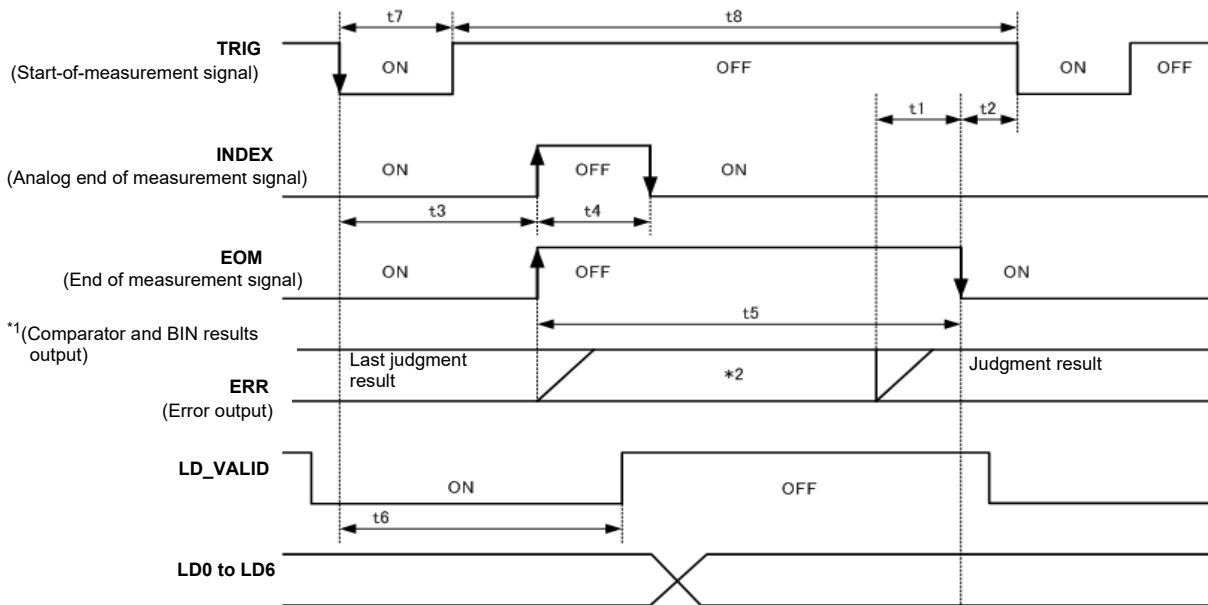 t7
t8
TRIG
(Start-of-measurement signal)
ON
OFF
ON
OFF
t1
t2
INDEX
(Analog end of measurement signal)
ON
OFF
ON
t3
t4
EOM
(End of measurement signal)
ON
OFF
ON
t5
*1(Comparator and BIN results
output)
Last judgment
result
*2
Judgment result
ERR
(Error output)
LD_VALID
ON
OFF
t6
LD0 to LD6